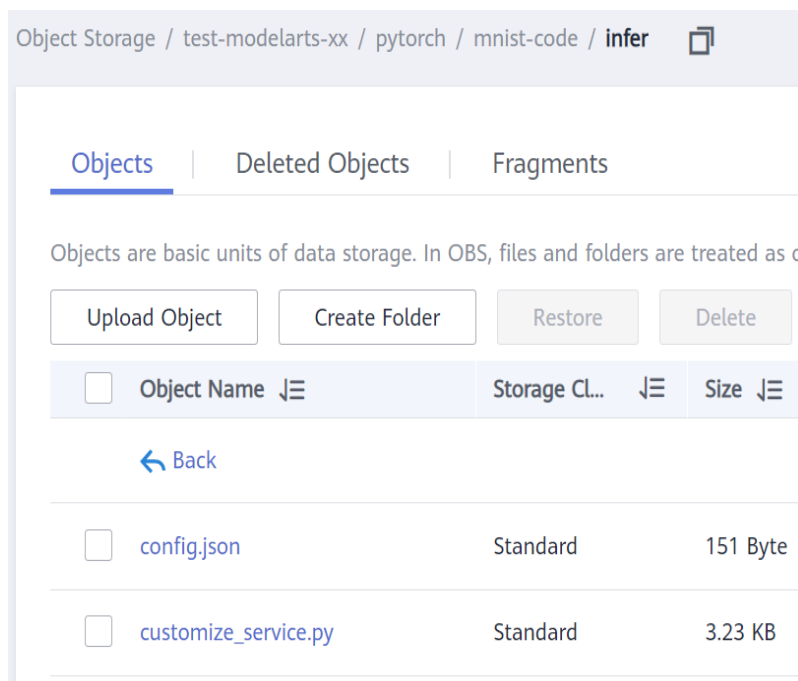 Object Storage / test-modelarts-xx / pytorch / mnist-code / infer
Objects Deleted Objects Fragments
Objects are basic units of data storage. In OBS, files and folders are treated as
Upload Object Create Folder Restore Delete
Object Name Storage Cl... Size
Back
config.json Standard 151 Byte
customize_service.py Standard 3.23 KB